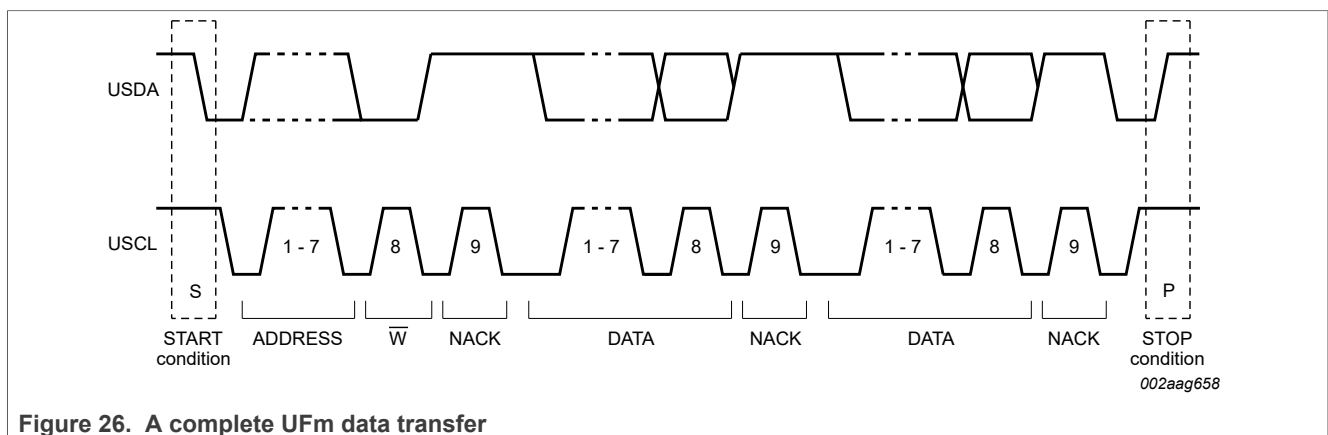 USDA
USCL
1 - 7 8 9 1 - 7 8 9 1 - 7 8 9
S P
START condition ADDRESS W̅ NACK DATA NACK DATA NACK STOP condition
002aag658
Figure 26. A complete UFm data transfer